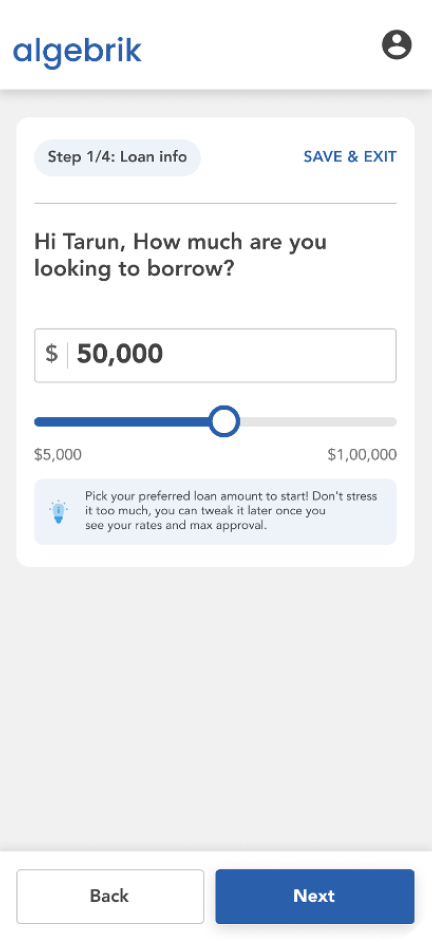 algebrik
Step 1/4: Loan info
SAVE & EXIT
Hi Tarun, How much are you
looking to borrow?
$ 50,000
$5,000
$1,00,000
Pick your preferred loan amount to start! Don't stress
it too much, you can tweak it later once you
see your rates and max approval.
Back
Next